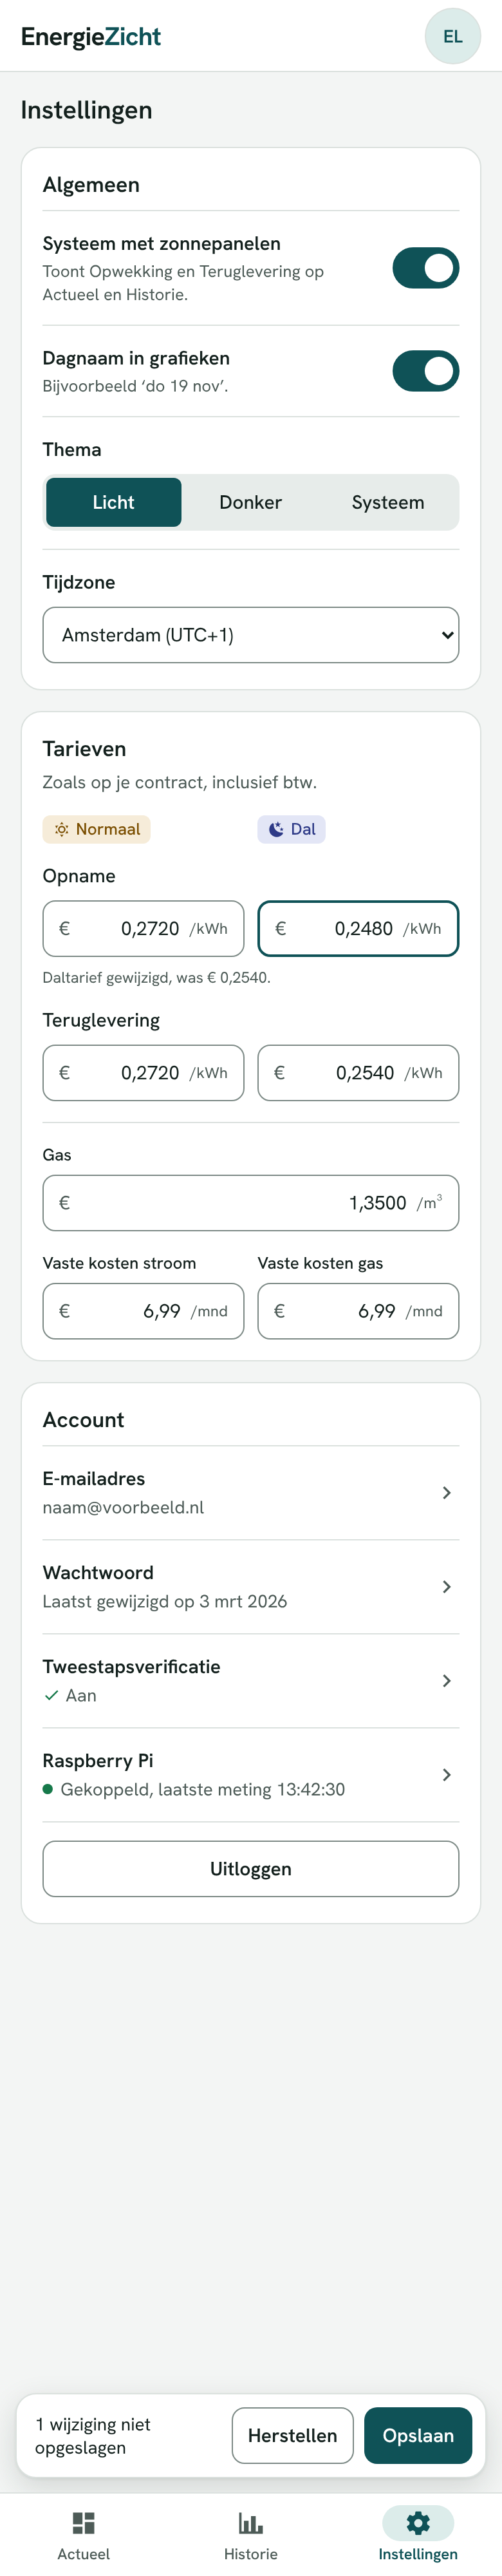 EnergieZicht
EL
Instellingen
Algemeen
Systeem met zonnepanelen
Toont Opwekking en Teruglevering op
Actueel en Historie.
Dagnaam in grafieken
Bijvoorbeeld ‘do 19 nov’.
Thema
Licht Donker Systeem
Tijdzone
Amsterdam (UTC+1)
Tarieven
Zoals op je contract, inclusief btw.
Normaal Dal
Opname
€ 0,2720 /kWh € 0,2480 /kWh
Daltarief gewijzigd, was € 0,2540.
Teruglevering
€ 0,2720 /kWh € 0,2540 /kWh
Gas
€ 1,3500 /m³
Vaste kosten stroom Vaste kosten gas
€ 6,99 /mnd € 6,99 /mnd
Account
E-mailadres
naam@voorbeeld.nl
Wachtwoord
Laatst gewijzigd op 3 mrt 2026
Tweestapsverificatie
Aan
Raspberry Pi
Gekoppeld, laatste meting 13:42:30
Uitloggen
1 wijziging niet
opgeslagen
Herstellen Opslaan
Actueel Historie Instellingen